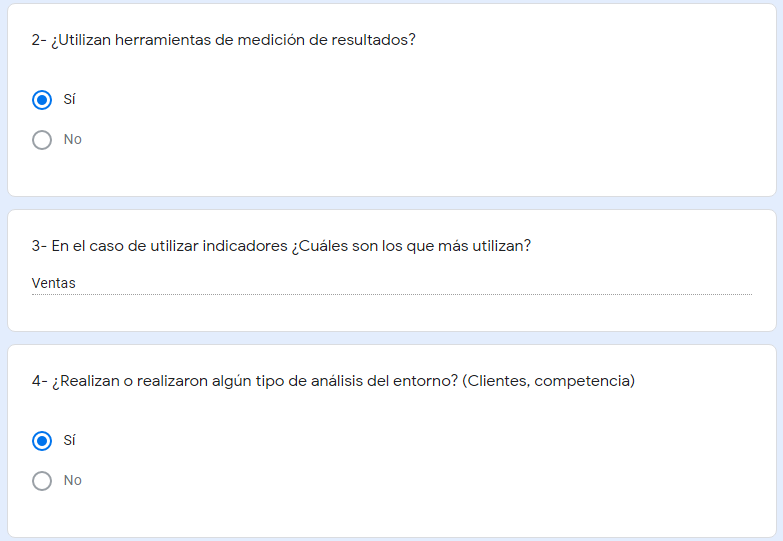 2- ¿Utilizan herramientas de medición de resultados?
Sí
No
3- En el caso de utilizar indicadores ¿Cuáles son los que más utilizan?
Ventas
4- ¿Realizan o realizaron algún tipo de análisis del entorno? (Clientes, competencia)
Sí
No